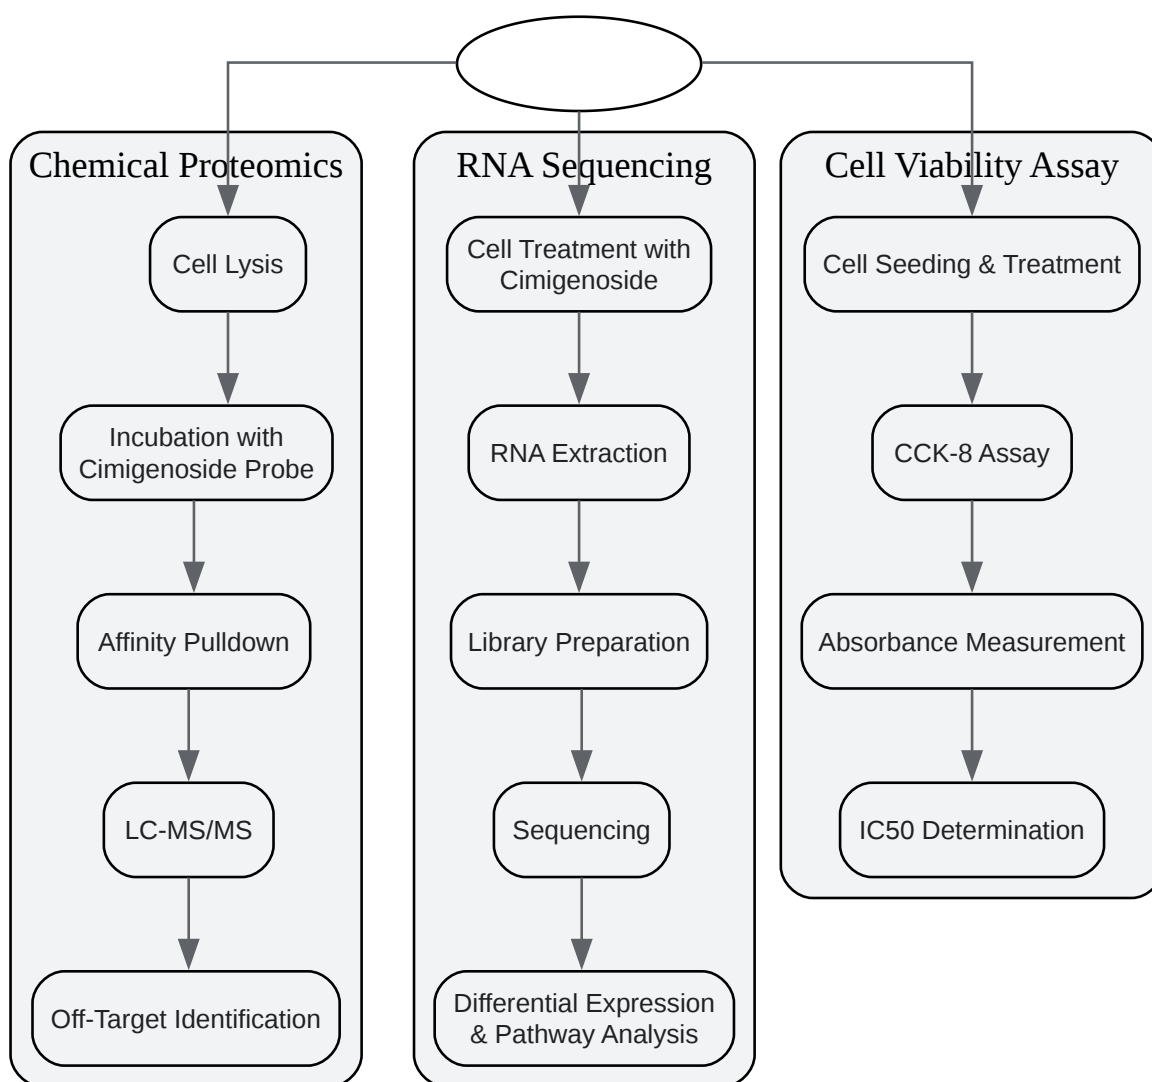 Chemical Proteomics
Cell Lysis
Incubation with
Cimigenoside Probe
Affinity Pulldown
LC-MS/MS
Off-Target Identification
RNA Sequencing
Cell Treatment with
Cimigenoside
RNA Extraction
Library Preparation
Sequencing
Differential Expression
& Pathway Analysis
Cell Viability Assay
Cell Seeding & Treatment
CCK-8 Assay
Absorbance Measurement
IC50 Determination